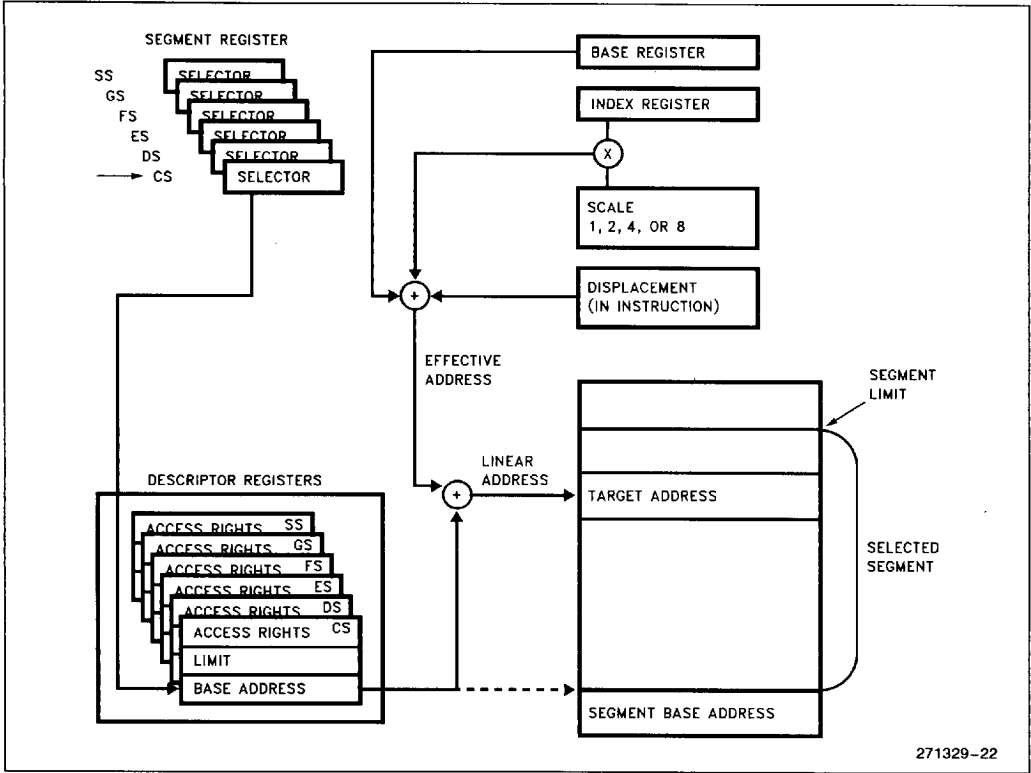 SEGMENT REGISTER
SS
GS
FS
ES
DS
CS
SELECTOR
SELECTOR
SELECTOR
SELECTOR
SELECTOR
SELECTOR
BASE REGISTER
INDEX REGISTER
X
SCALE
1, 2, 4, OR 8
DISPLACEMENT
(IN INSTRUCTION)
+
EFFECTIVE
ADDRESS
SEGMENT
LIMIT
LINEAR
ADDRESS
+
TARGET ADDRESS
SELECTED
SEGMENT
DESCRIPTOR REGISTERS
ACCESS RIGHTS SS
ACCESS RIGHTS GS
ACCESS RIGHTS FS
ACCESS RIGHTS ES
ACCESS RIGHTS DS
ACCESS RIGHTS CS
LIMIT
BASE ADDRESS
SEGMENT BASE ADDRESS
271329-22